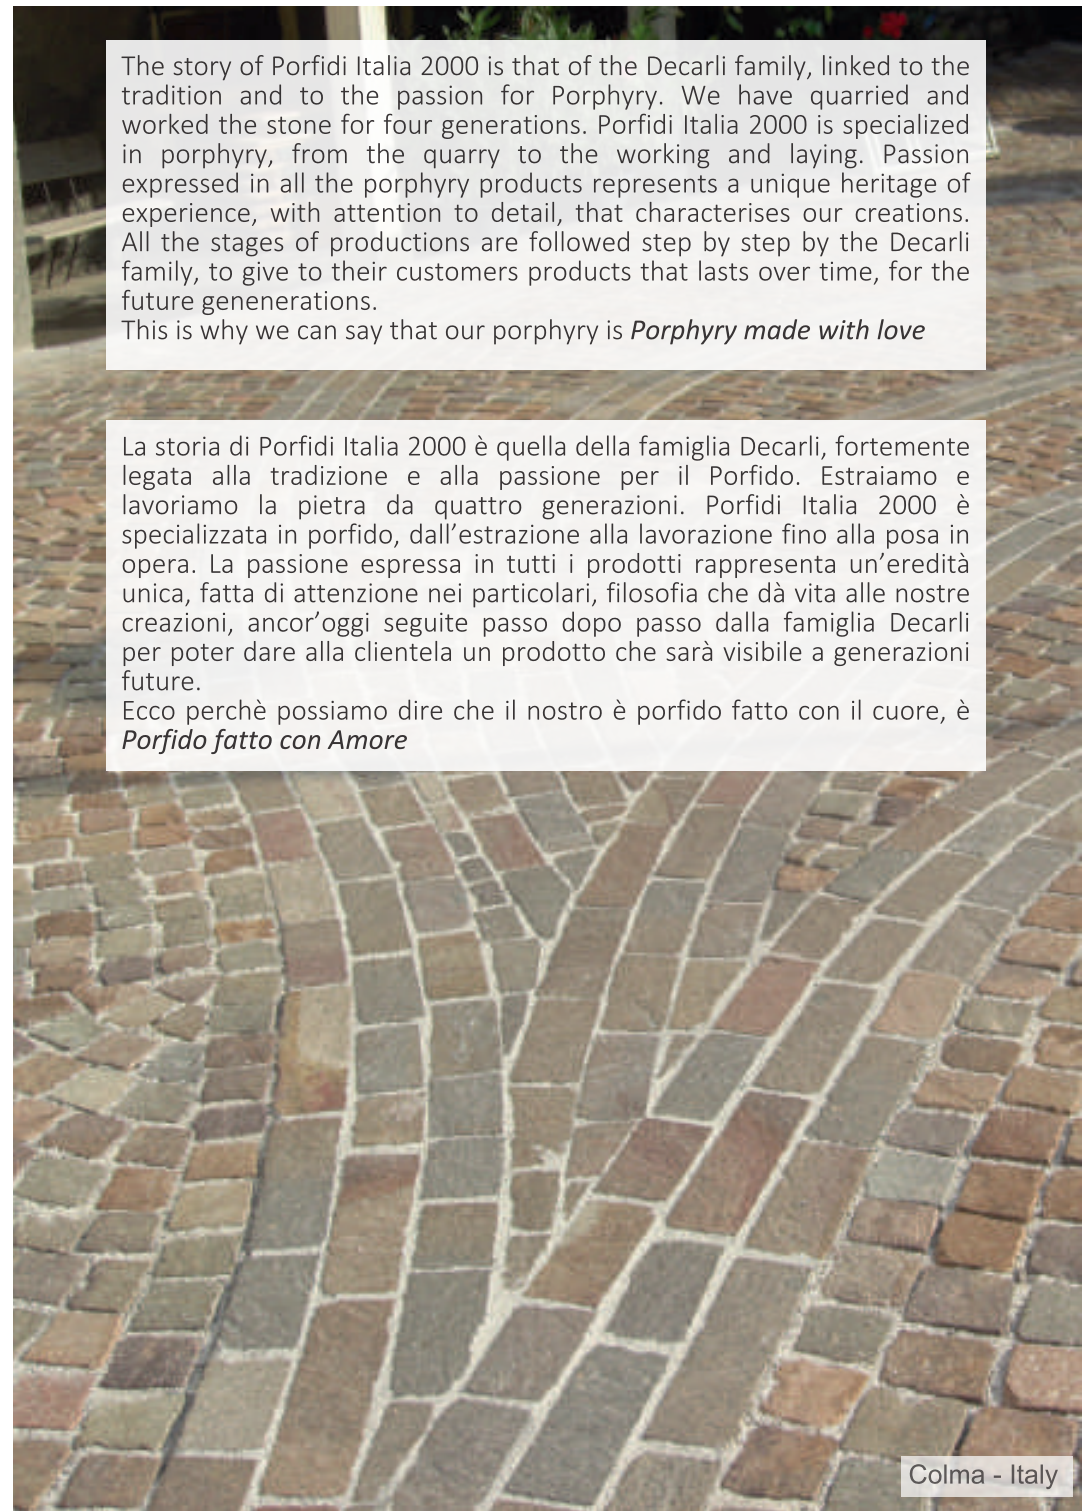 The story of Porfidi Italia 2000 is that of the Decarli family, linked to the
tradition and to the passion for Porphyry. We have quarried and
worked the stone for four generations. Porfidi Italia 2000 is specialized
in porphyry, from the quarry to the working and laying. Passion
expressed in all the porphyry products represents a unique heritage of
experience, with attention to detail, that characterises our creations.
All the stages of productions are followed step by step by the Decarli
family, to give to their customers products that lasts over time, for the
future genenerations.
This is why we can say that our porphyry is Porphyry made with love
La storia di Porfidi Italia 2000 è quella della famiglia Decarli, fortemente
legata alla tradizione e alla passione per il Porfido. Estraiamo e
lavoriamo la pietra da quattro generazioni. Porfidi Italia 2000 è
specializzata in porfido, dall’estrazione alla lavorazione fino alla posa in
opera. La passione espressa in tutti i prodotti rappresenta un’eredità
unica, fatta di attenzione nei particolari, filosofia che dà vita alle nostre
creazioni, ancor’oggi seguite passo dopo passo dalla famiglia Decarli
per poter dare alla clientela un prodotto che sarà visibile a generazioni
future.
Ecco perchè possiamo dire che il nostro è porfido fatto con il cuore, è
Porfido fatto con Amore
Colma - Italy